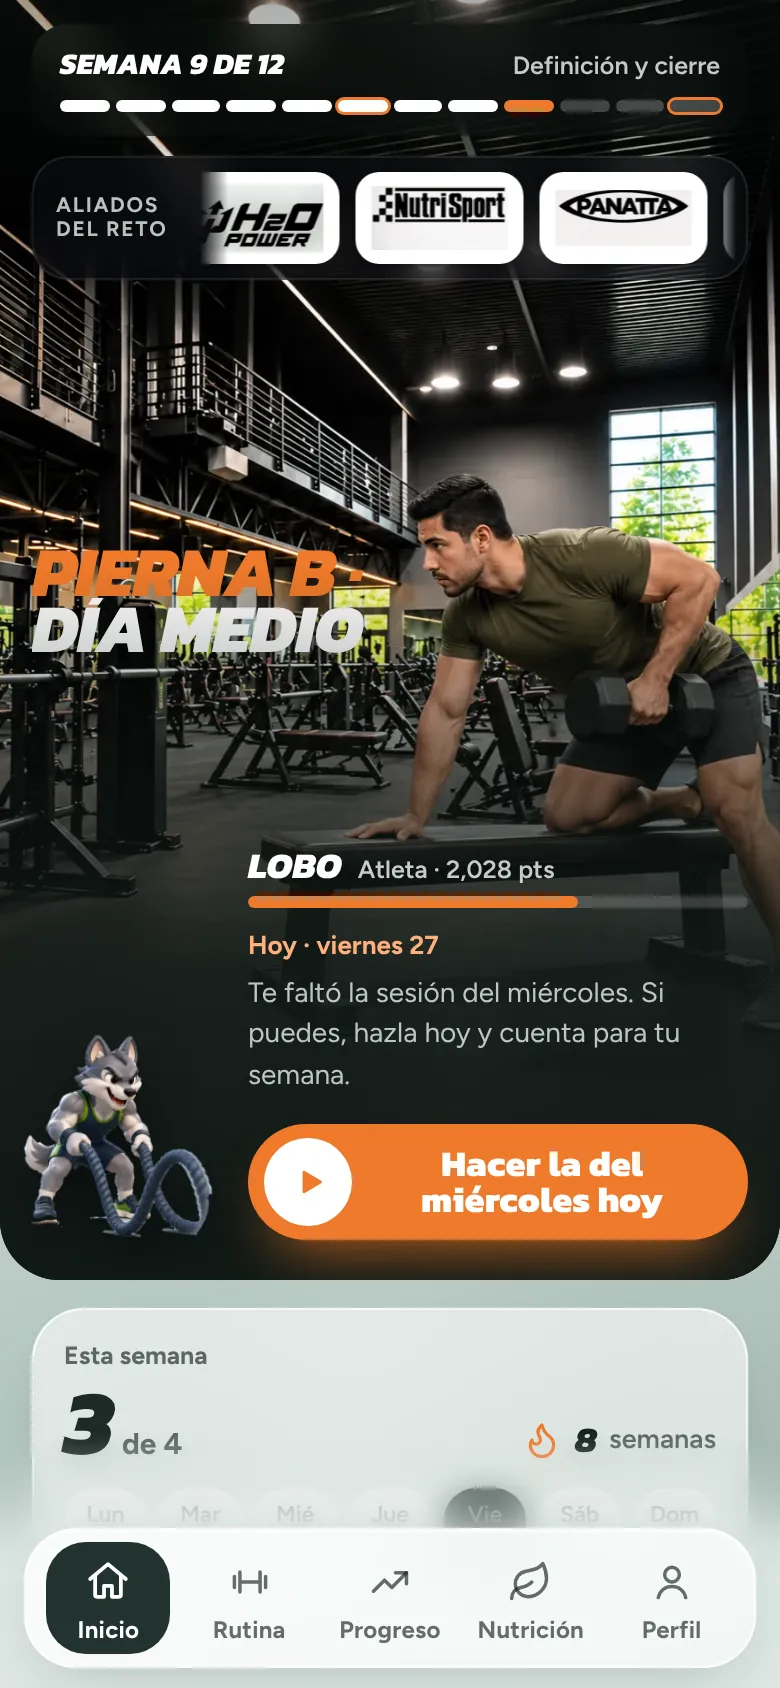 SEMANA 9 DE 12
Definición y cierre
ALIADOS
DEL RETO
H2O
POWER
NutriSport
PANATTA
PIERNA B ·
DÍA MEDIO
LOBO Atleta · 2,028 pts
Hoy · viernes 27
Te faltó la sesión del miércoles. Si
puedes, hazla hoy y cuenta para tu
semana.
Hacer la del
miércoles hoy
Esta semana
3 de 4
8 semanas
Lun Mar Mié Jue Vie Sáb Dom
Inicio Rutina Progreso Nutrición Perfil